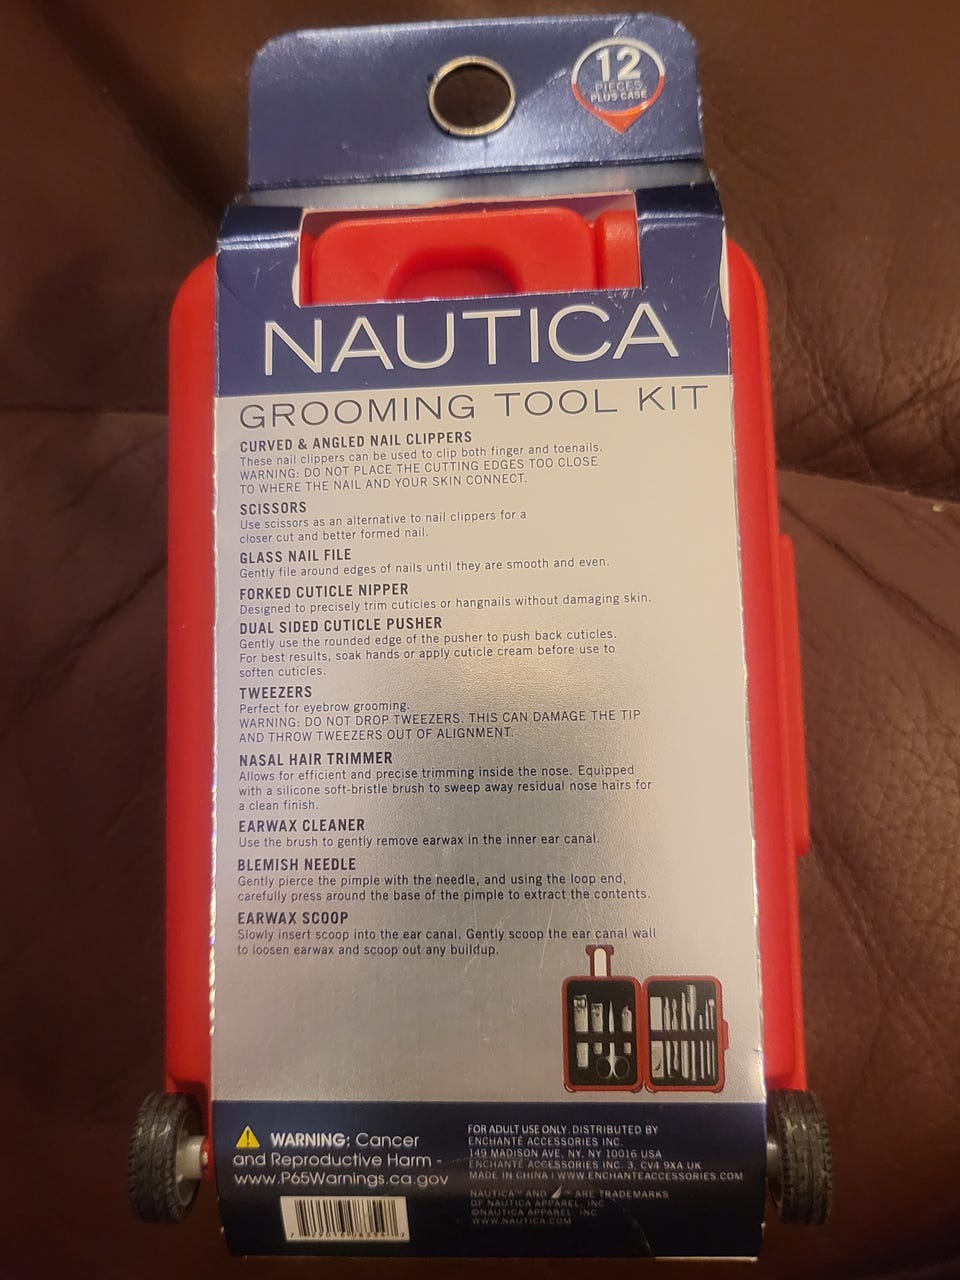 12
PIECES
PLUS CASE
NAUTICA
GROOMING TOOL KIT
CURVED & ANGLED NAIL CLIPPERS
These nail clippers can be used to clip both finger and toenails.
WARNING: DO NOT PLACE THE CUTTING EDGES TOO CLOSE
TO WHERE THE NAIL AND YOUR SKIN CONNECT.
SCISSORS
Use scissors as an alternative to nail clippers for a
closer cut and better formed nail.
GLASS NAIL FILE
Gently file around edges of nails until they are smooth and even.
FORKED CUTICLE NIPPER
Designed to precisely trim cuticles or hangnails without damaging skin.
DUAL SIDED CUTICLE PUSHER
Gently use the rounded edge of the pusher to push back cuticles.
For best results, soak hands or apply cuticle cream before use to
soften cuticles.
TWEEZERS
Perfect for eyebrow grooming.
WARNING: DO NOT DROP TWEEZERS. THIS CAN DAMAGE THE TIP
AND THROW TWEEZERS OUT OF ALIGNMENT.
NASAL HAIR TRIMMER
Allows for efficient and precise trimming inside the nose. Equipped
with a silicone soft-bristle brush to sweep away residual nose hairs for
a clean finish.
EARWAX CLEANER
Use the brush to gently remove earwax in the inner ear canal.
BLEMISH NEEDLE
Gently pierce the pimple with the needle, and using the loop end,
carefully press around the base of the pimple to extract the contents.
EARWAX SCOOP
Slowly insert scoop into the ear canal. Gently scoop the ear canal wall
to loosen earwax and scoop out any buildup.
WARNING: Cancer
and Reproductive Harm -
www.P65Warnings.ca.gov
FOR ADULT USE ONLY. DISTRIBUTED BY
ENCHANTÉ ACCESSORIES INC.
149 MADISON AVE, NY, NY 10016 USA
ENCHANTÉ ACCESSORIES INC. 3, CV4 9XA UK
MADE IN CHINA | WWW.ENCHANTEACCESSORIES.COM
NAUTICA™ AND ™ ARE TRADEMARKS
OF NAUTICA APPAREL, INC
©NAUTICA APPAREL, INC
WWW.NAUTICA.COM